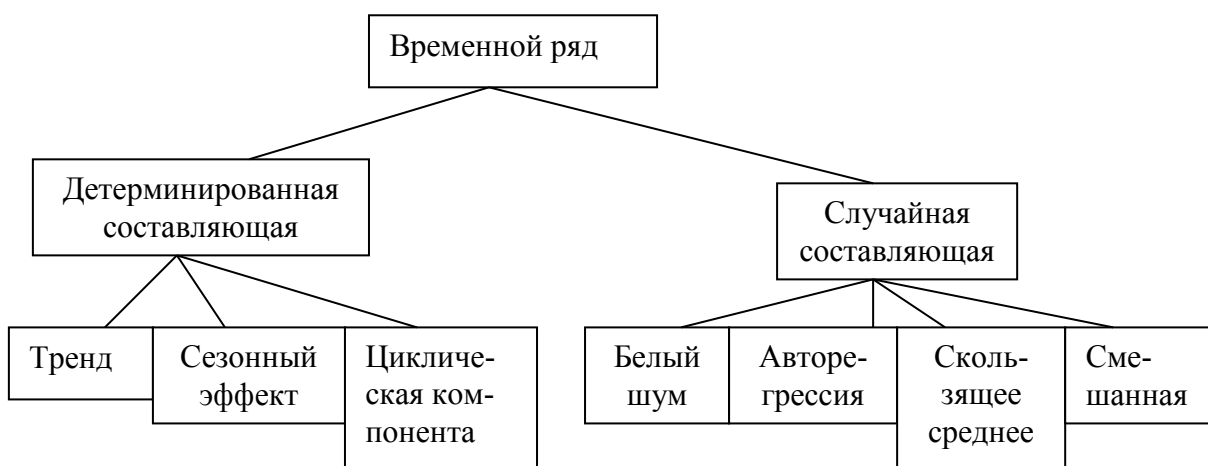 Временной ряд
Детерминированная
составляющая
Случайная
составляющая
Тренд
Сезонный
эффект
Цикличе-
ская ком-
понента
Белый
шум
Авторе-
грессия
Сколь-
зящее
среднее
Сме-
шанная